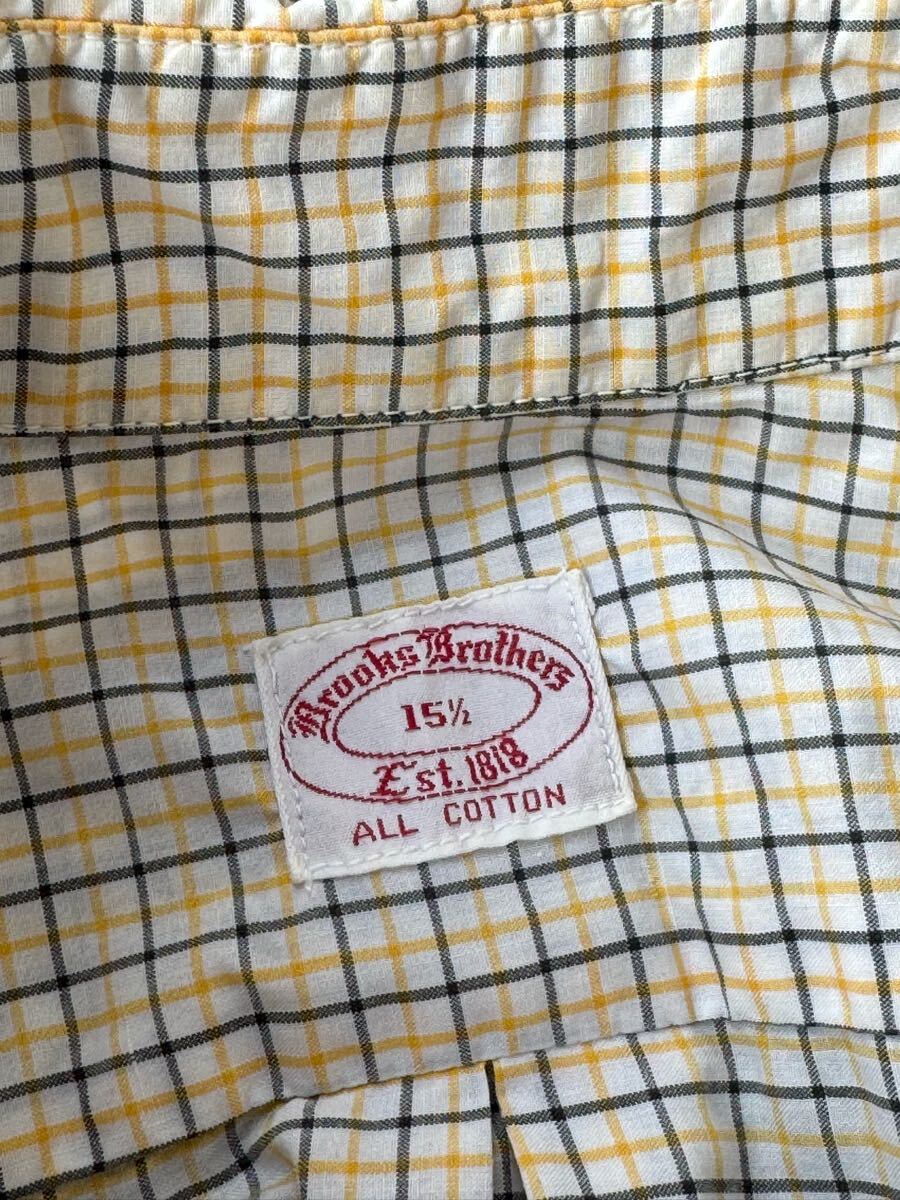 Brooks Brothers
15½
Est. 1818
ALL COTTON